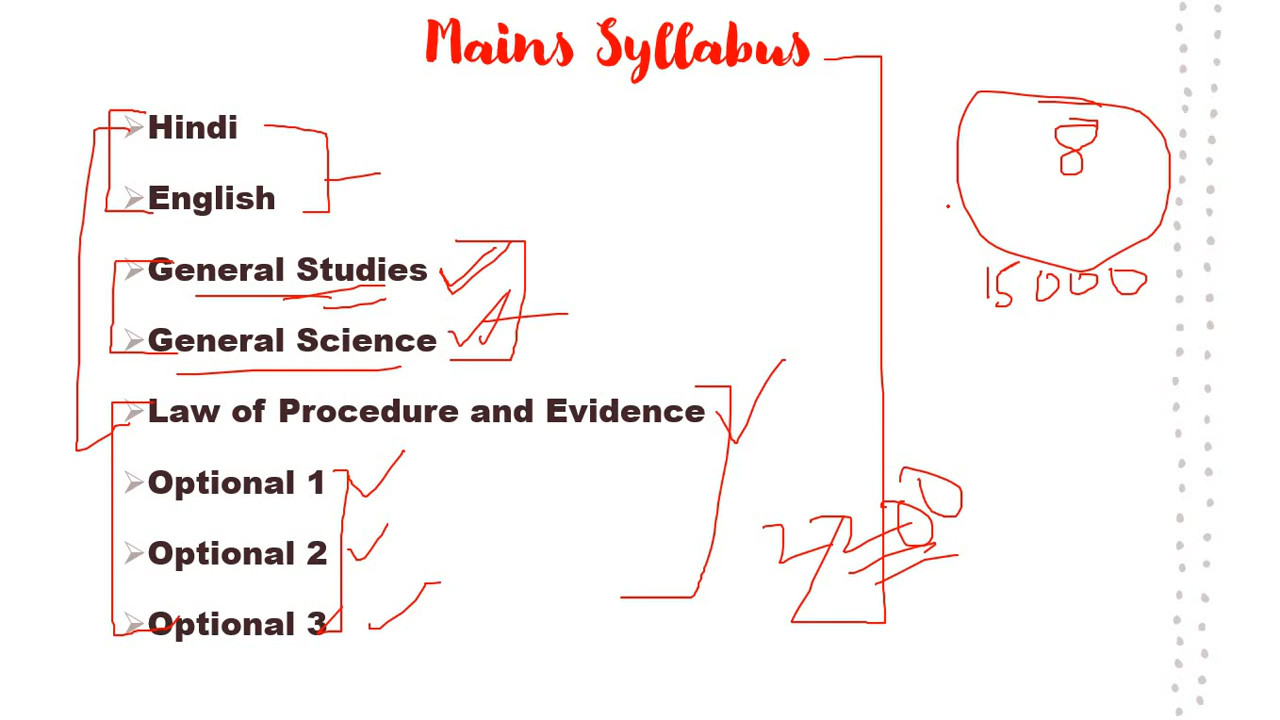 Mains Syllabus
Hindi
English
General Studies
General Science
Law of Procedure and Evidence
Optional 1
Optional 2
Optional 3
8
15000